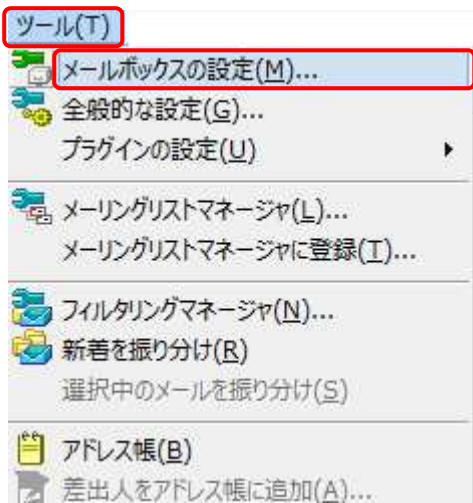 ツール(T)
メールボックスの設定(M)...
全般的な設定(G)...
プラグインの設定(U)
メーリングリストマネージャ(L)...
メーリングリストマネージャに登録(T)...
フィルタリングマネージャ(N)...
新着を振り分け(R)
選択中のメールを振り分け(S)
アドレス帳(B)
差出人をアドレス帳に追加(A)...